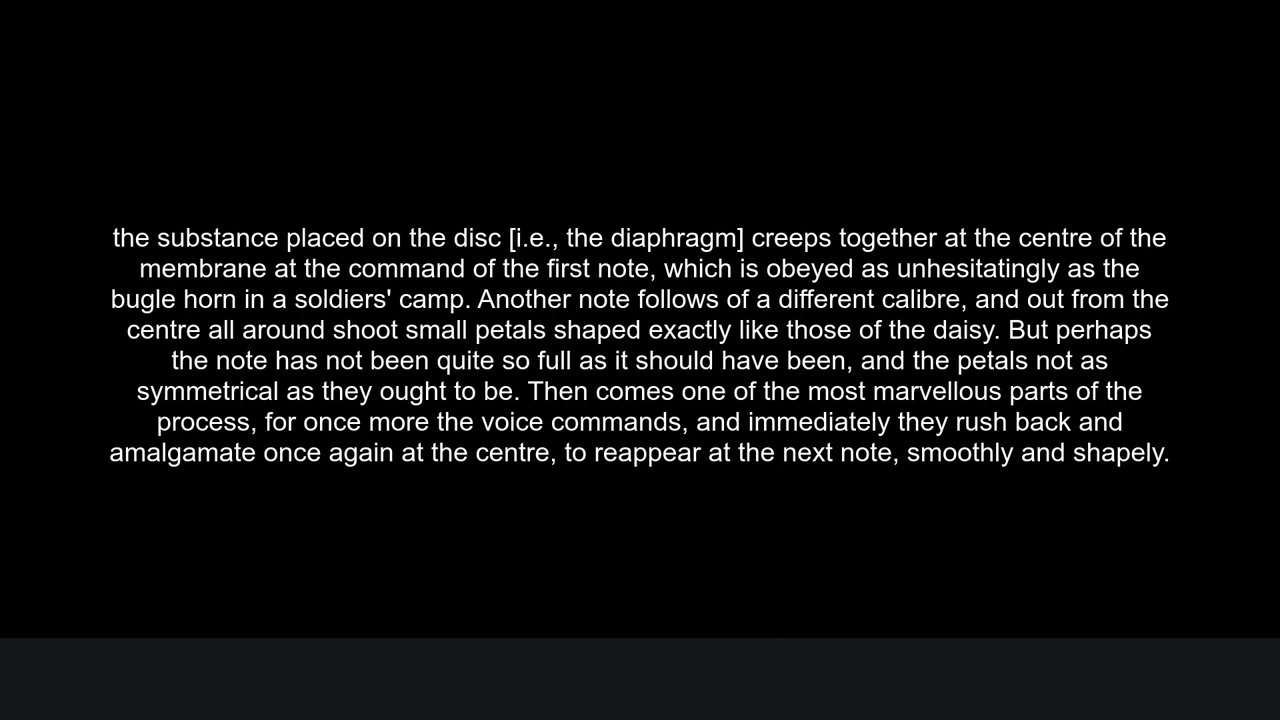 the substance placed on the disc [i.e., the diaphragm] creeps together at the centre of the
membrane at the command of the first note, which is obeyed as unhesitatingly as the
bugle horn in a soldiers' camp. Another note follows of a different calibre, and out from the
centre all around shoot small petals shaped exactly like those of the daisy. But perhaps
the note has not been quite so full as it should have been, and the petals not as
symmetrical as they ought to be. Then comes one of the most marvellous parts of the
process, for once more the voice commands, and immediately they rush back and
amalgamate once again at the centre, to reappear at the next note, smoothly and shapely.